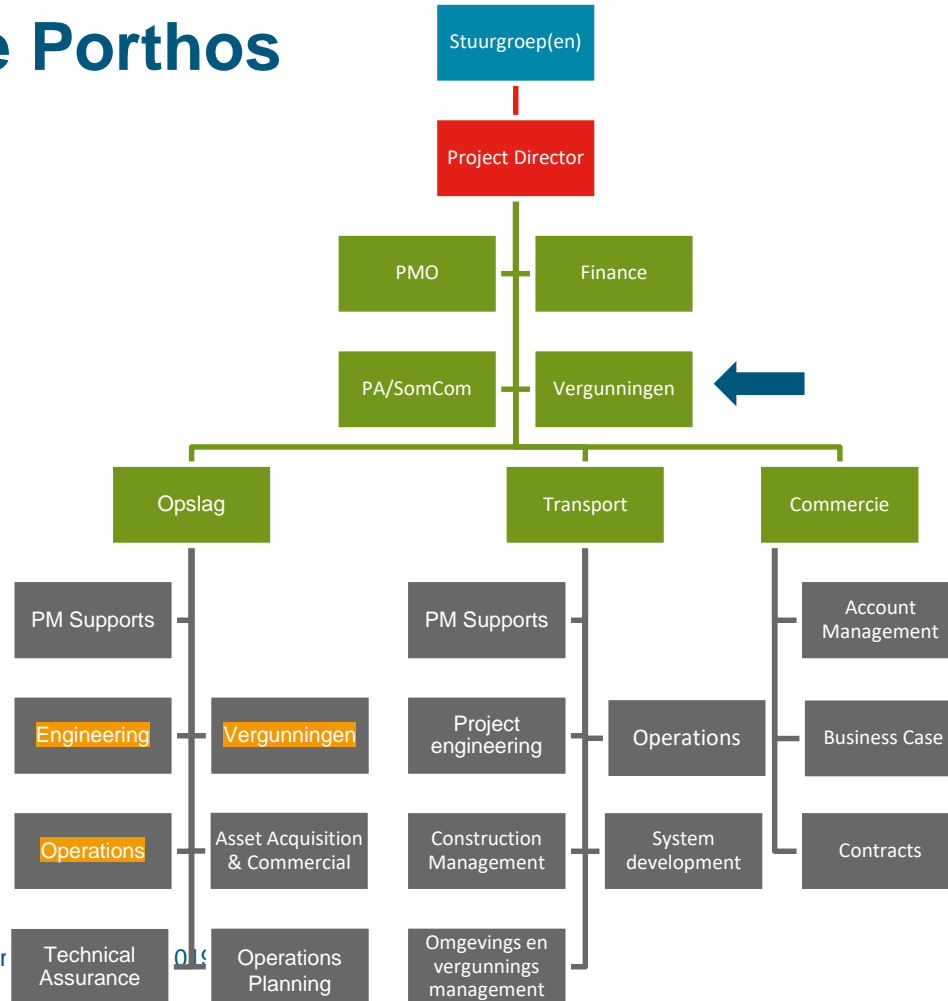 e Porthos
Stuurgroep(en)
Project Director
PMO
Finance
PA/SomCom
Vergunningen
Opslag
Transport
Commercie
PM Supports
PM Supports
Account
Management
Engineering
Vergunningen
Project
engineering
Operations
Business Case
Operations
Asset Acquisition
& Commercial
Construction
Management
System
development
Contracts
Technical
Assurance
Operations
Planning
Omgevings en
vergunnings
management